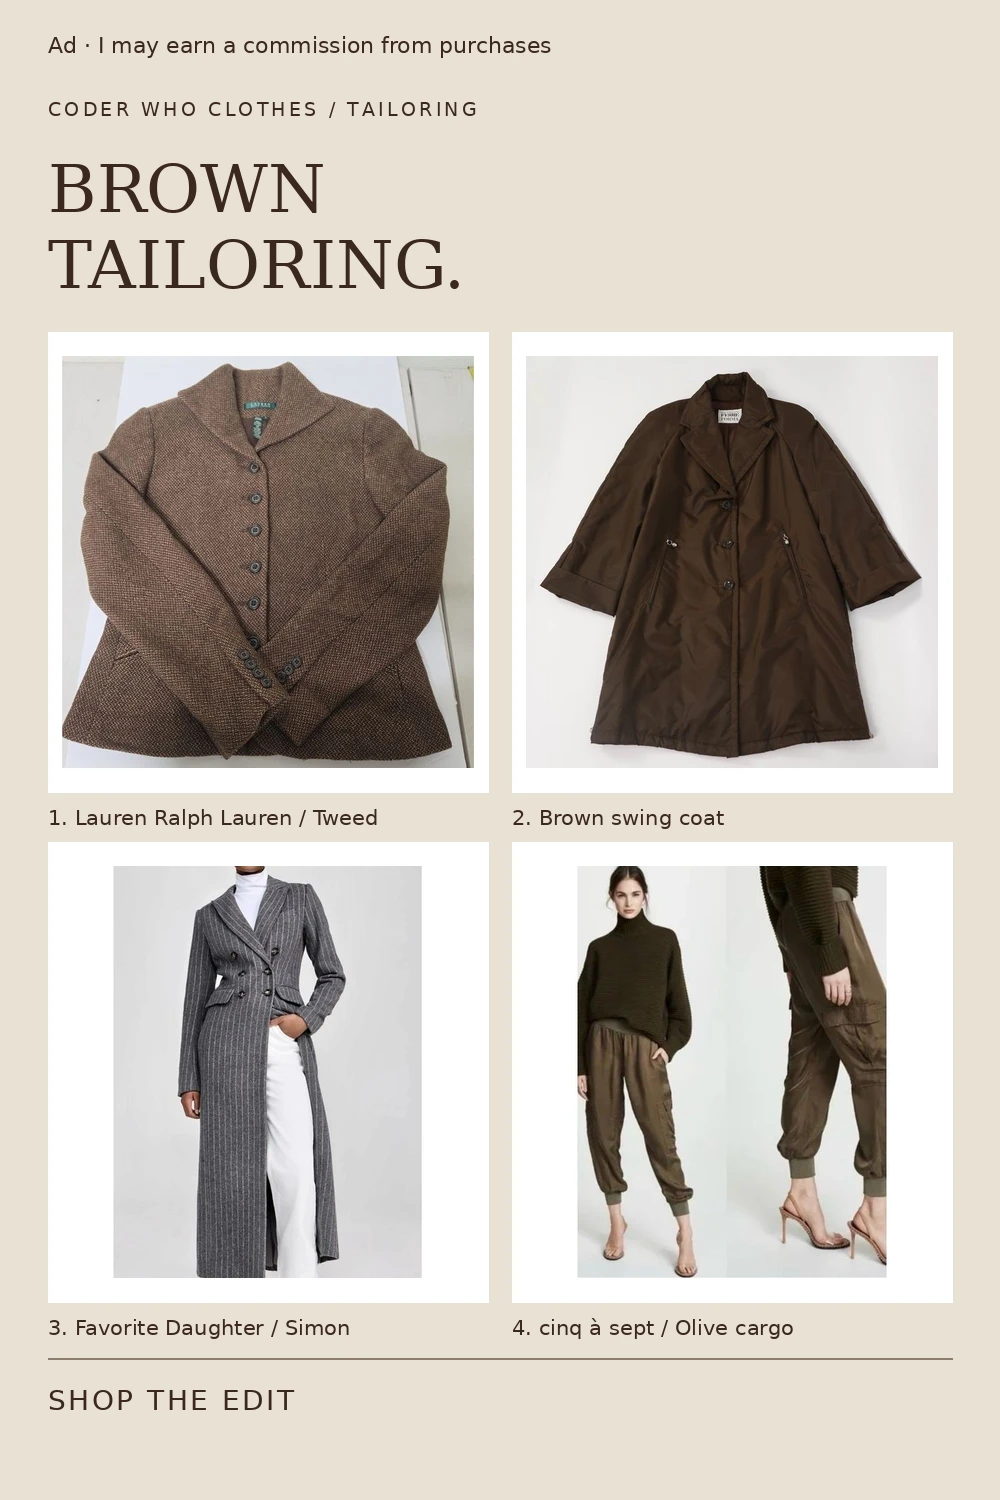 Ad · I may earn a commission from purchases
CODER WHO CLOTHES / TAILORING
BROWN
TAILORING.
1. Lauren Ralph Lauren / Tweed
2. Brown swing coat
3. Favorite Daughter / Simon
4. cinq à sept / Olive cargo
SHOP THE EDIT